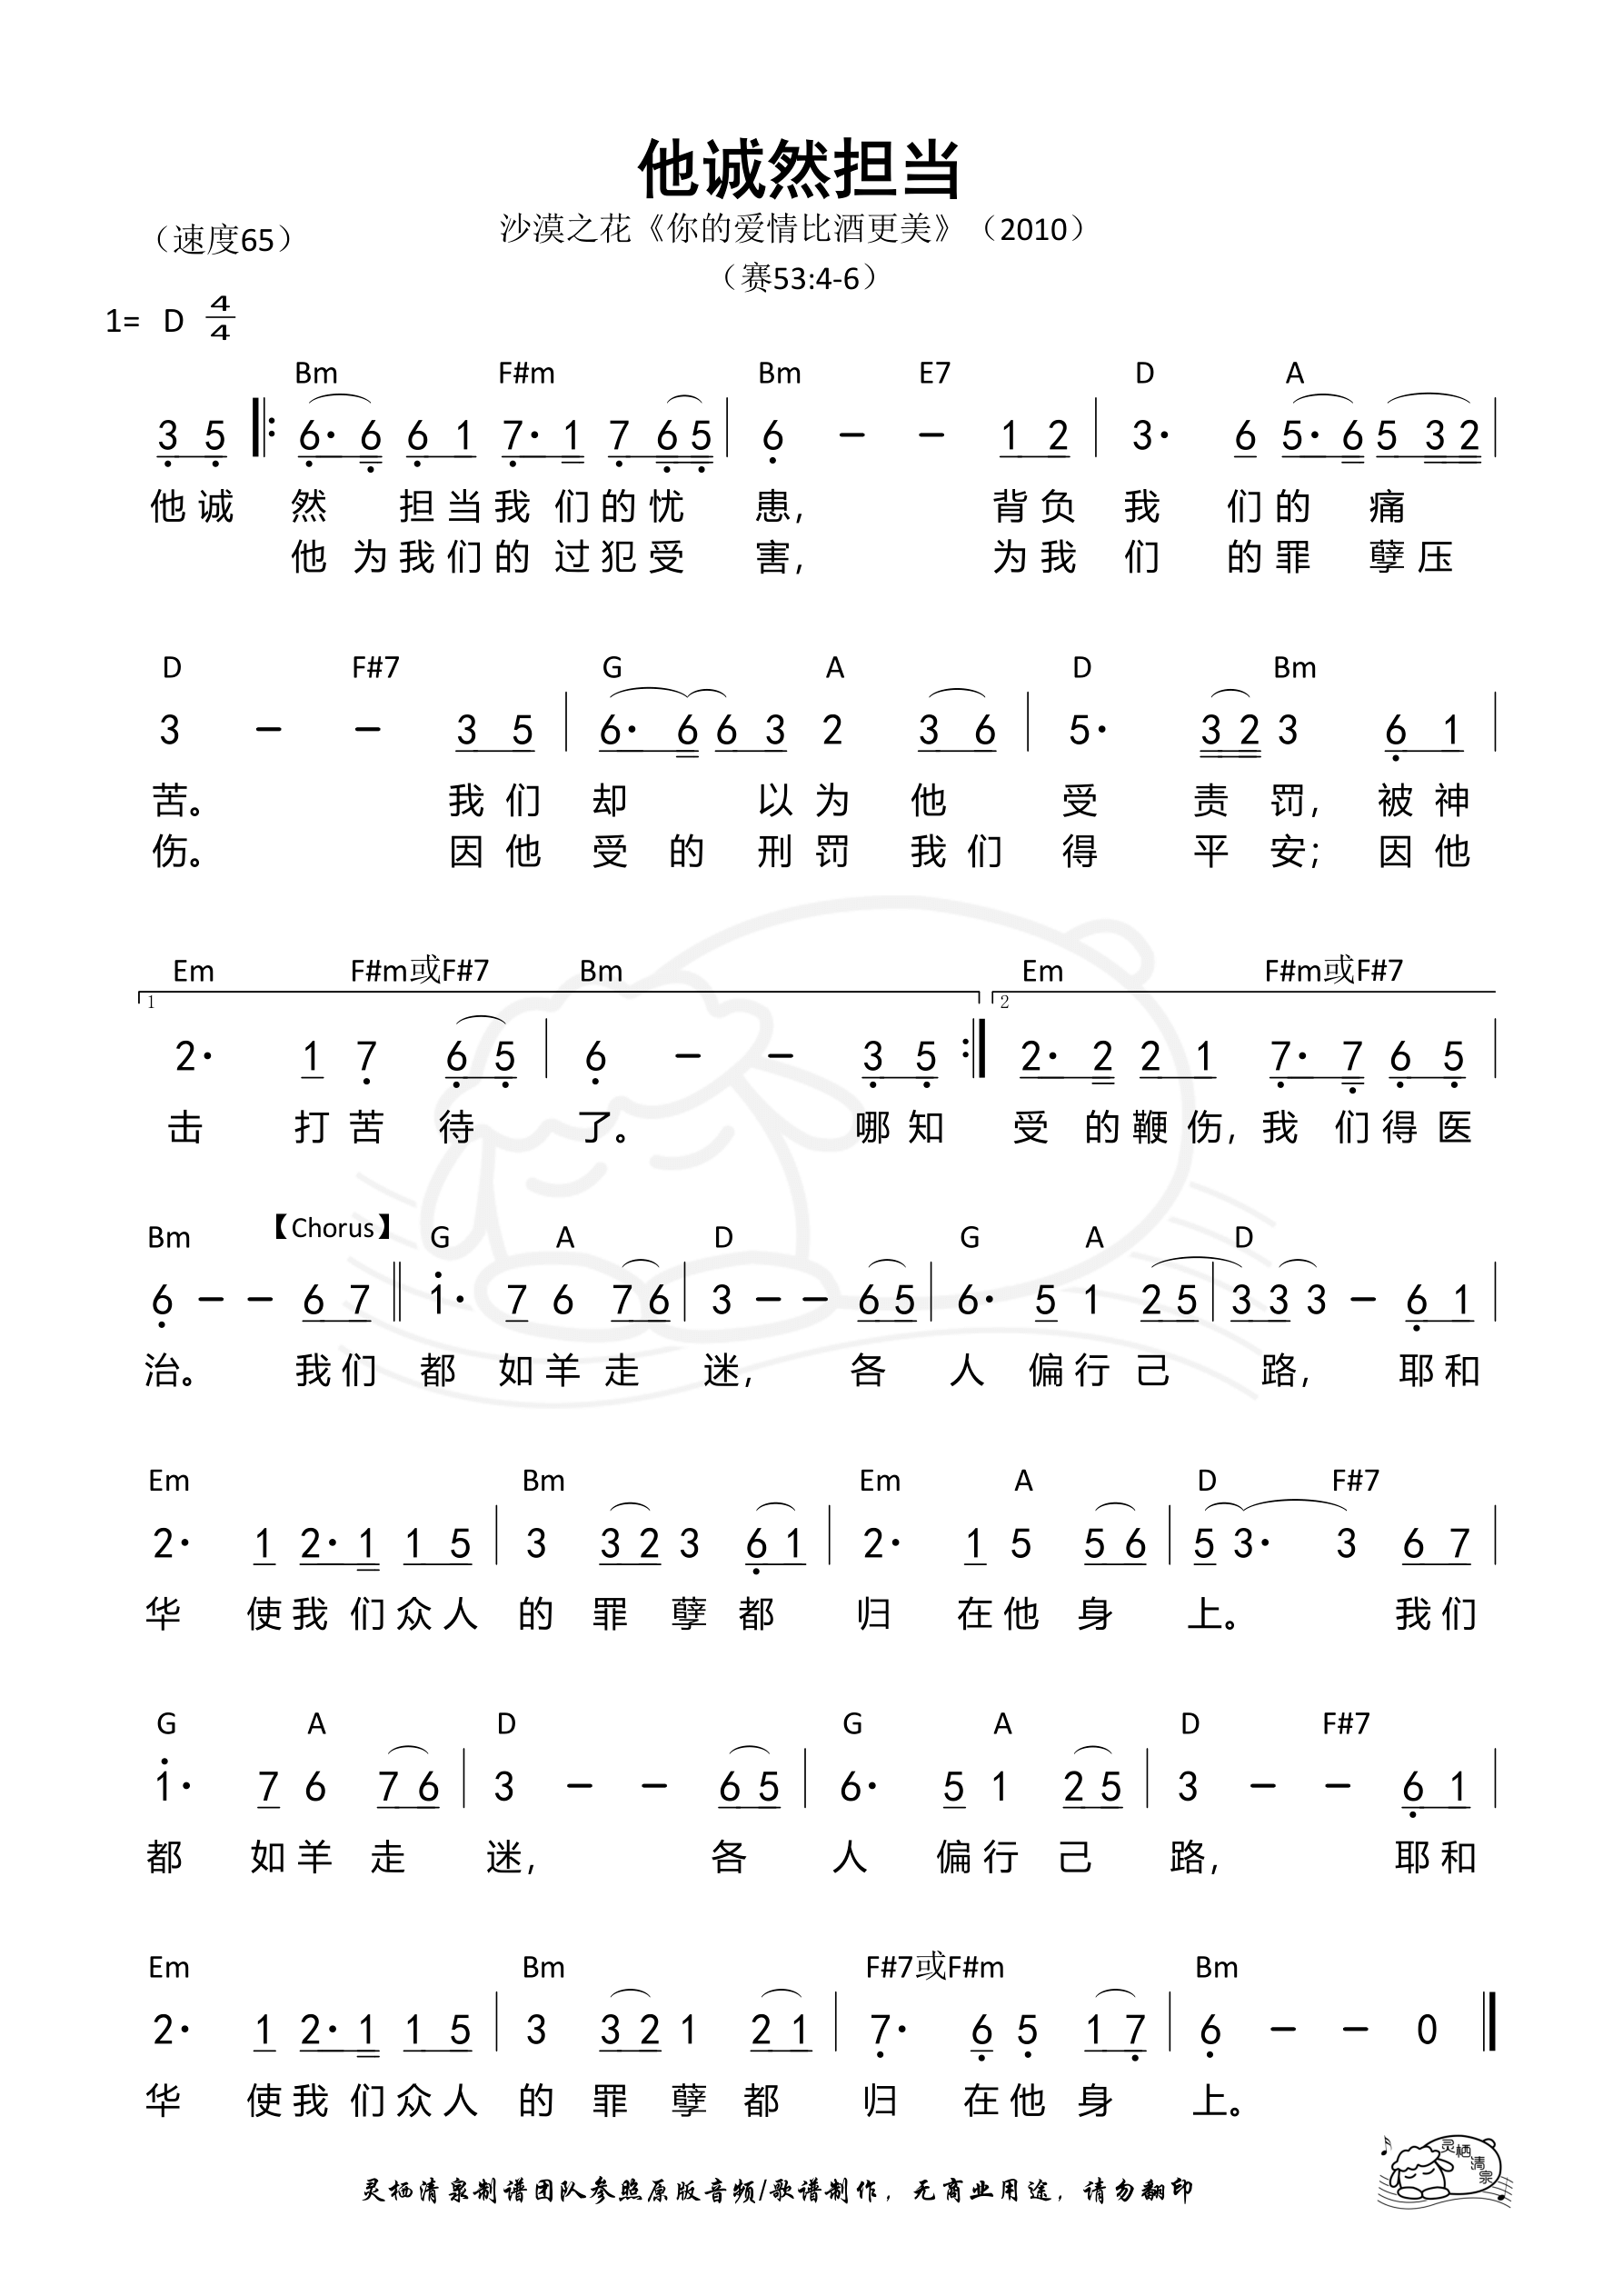 他诚然担当
沙漠之花《你的爱情比酒更美》（2010）
（速度65）
（赛53:4-6）
1= D 4/4
Bm F#m Bm E7 D A
3 5 6· 6 6 1 7· 1 7 6 5 | 6 – – 1 2 | 3· 6 5· 6 5 3 2 |
他诚 然 担当我们的忧 患， 背负 我 们的 痛
他为我们的过犯受 害， 为我 们 的罪 孽压
D F#7 G A D Bm
3 – – 3 5 | 6· 6 6 3 2 3 6 | 5· 3 2 3 6 1 |
苦。 我们 却 以为 他 受 责 罚，被神
伤。 因他 受 的 刑罚 我们 得 平 安；因他
Em F#m或F#7 Bm Em F#m或F#7
1 2
2· 1 7 6 5 | 6 – – 3 5 :| 2· 2 2 1 7· 7 6 5 |
击 打苦 待 了。 哪知 受 的鞭伤，我 们得医
Bm 【Chorus】 G A D G A D
6 – – 6 7 || 1· 7 6 7 6 | 3 – – 6 5 | 6· 5 1 2 5 | 3 3 3 – 6 1 |
治。 我们 都 如羊走 迷， 各 人 偏行己 路， 耶和
Em Bm Em A D F#7
2· 1 2· 1 1 5 | 3 3 2 3 6 1 | 2· 1 5 5 6 | 5 3· 3 6 7 |
华 使我们众人 的 罪 孽都 归 在他身 上。 我们
G A D G A D F#7
1· 7 6 7 6 | 3 – – 6 5 | 6· 5 1 2 5 | 3 – – 6 1 |
都 如羊走 迷， 各 人 偏行己 路， 耶和
Em Bm F#7或F#m Bm
2· 1 2· 1 1 5 | 3 3 2 1 2 1 | 7· 6 5 1 7 | 6 – – 0
华 使我们众人 的 罪 孽都 归 在他身 上。
灵栖清泉
灵栖清泉制谱团队参照原版音频/歌谱制作，无商业用途，请勿翻印